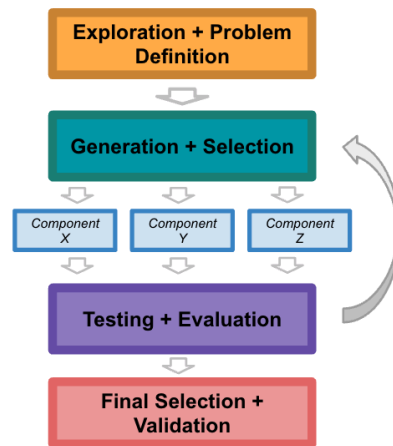 Exploration + Problem
Definition
Generation + Selection
Component
X
Component
Y
Component
Z
Testing + Evaluation
Final Selection +
Validation